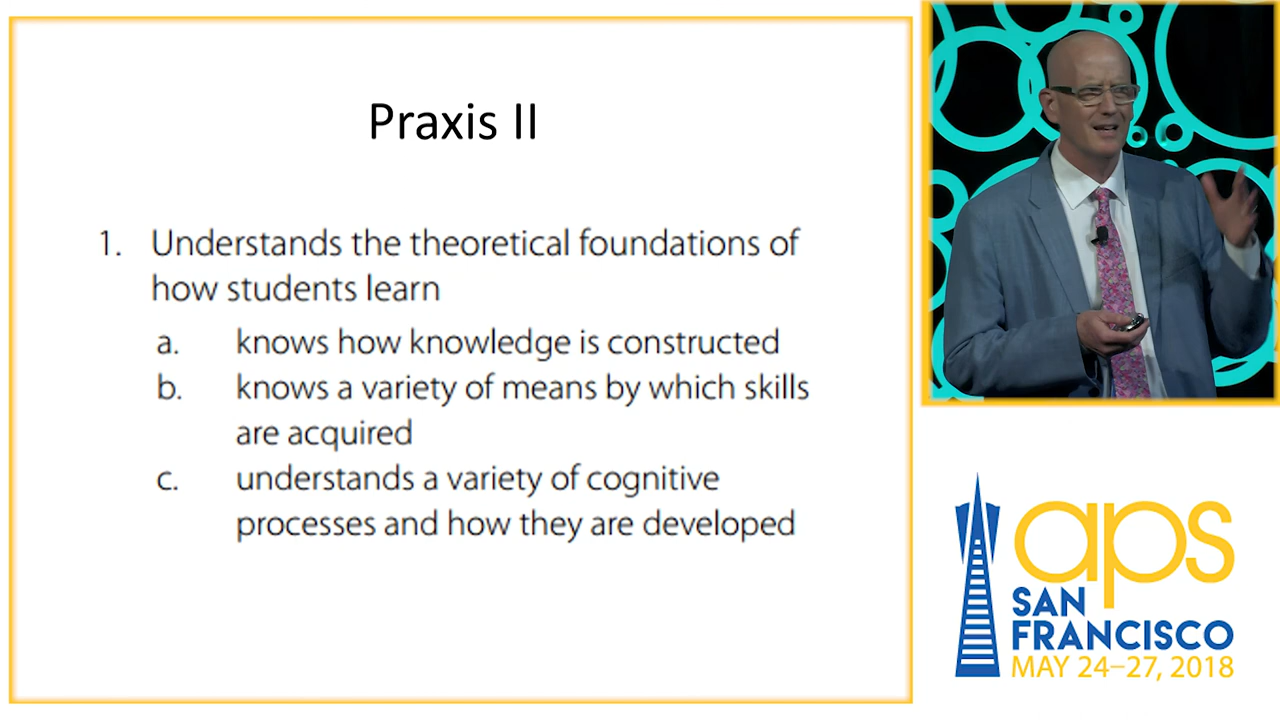 Praxis II
1. Understands the theoretical foundations of
how students learn
a. knows how knowledge is constructed
b. knows a variety of means by which skills
are acquired
c. understands a variety of cognitive
processes and how they are developed
aps
SAN
FRANCISCO
MAY 24–27, 2018